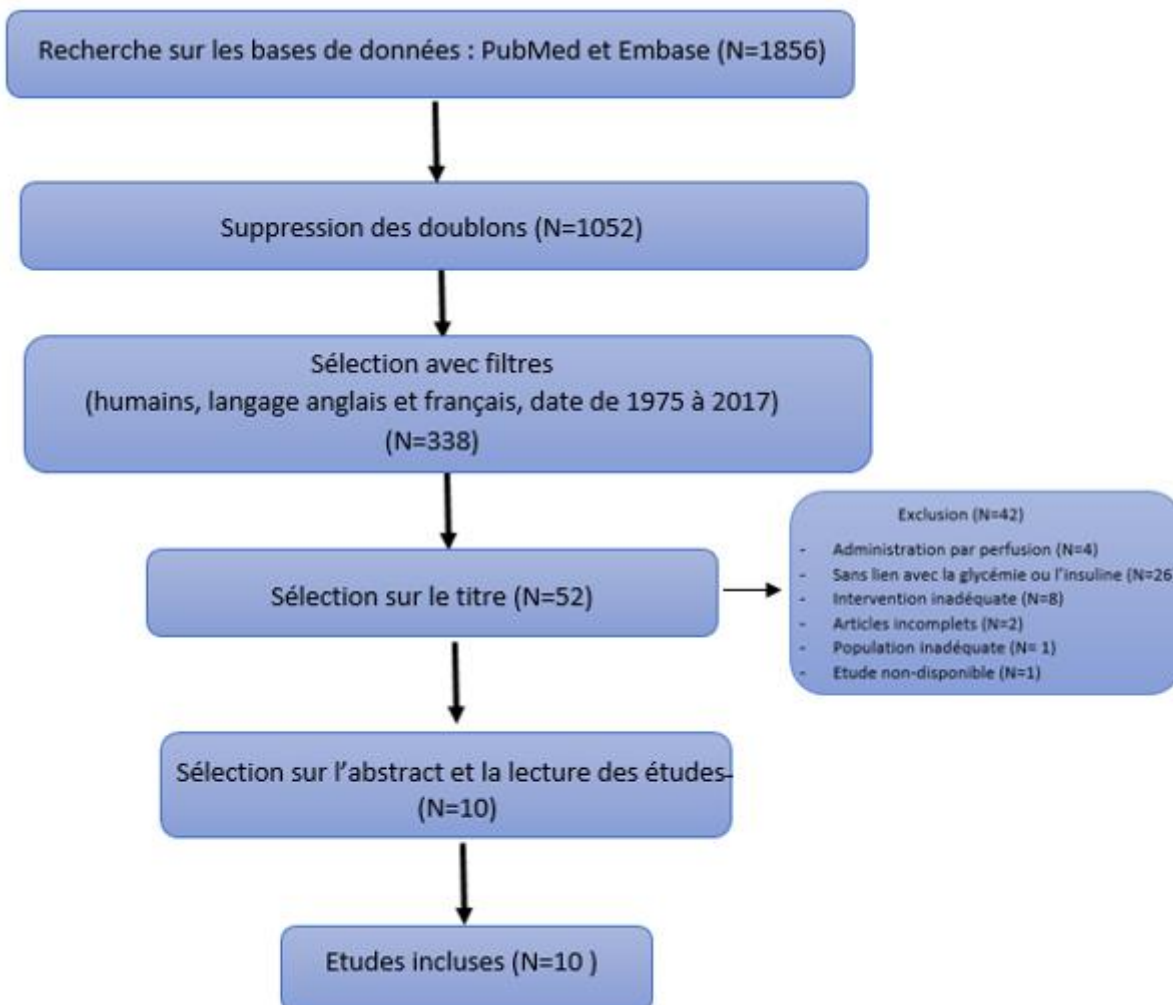 Recherche sur les bases de données : PubMed et Embase (N=1856)
Suppression des doublons (N=1052)
Sélection avec filtres
(humains, langage anglais et français, date de 1975 à 2017)
(N=338)
Sélection sur le titre (N=52)
Exclusion (N=42)
- Administration par perfusion (N=4)
- Sans lien avec la glycémie ou l'insuline (N=26
- Intervention inadéquate (N=8)
- Articles incomplets (N=2)
- Population inadéquate (N= 1)
- Etude non-disponible (N=1)
Sélection sur l'abstract et la lecture des études-
(N=10)
Etudes incluses (N=10 )